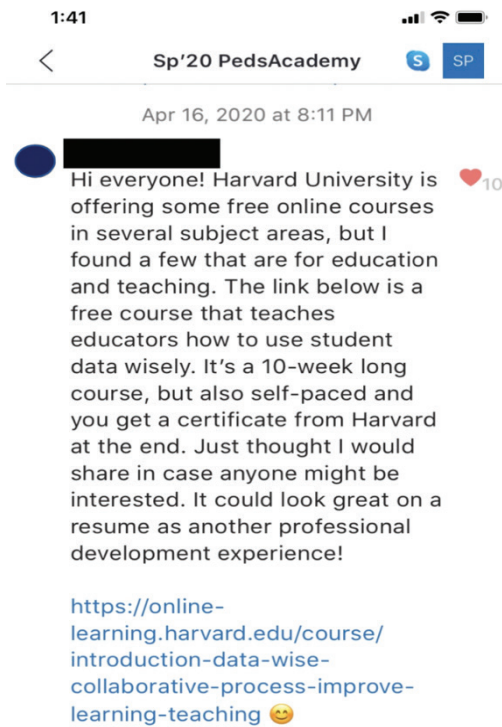 1:41
Sp'20 PedsAcademy
S
SP
Apr 16, 2020 at 8:11 PM
Hi everyone! Harvard University is
10
offering some free online courses
in several subject areas, but I
found a few that are for education
and teaching. The link below is a
free course that teaches
educators how to use student
data wisely. It's a 10-week long
course, but also self-paced and
you get a certificate from Harvard
at the end. Just thought I would
share in case anyone might be
interested. It could look great on a
resume as another professional
development experience!
https://online-
learning.harvard.edu/course/
introduction-data-wise-
collaborative-process-improve-
learning-teaching 😊